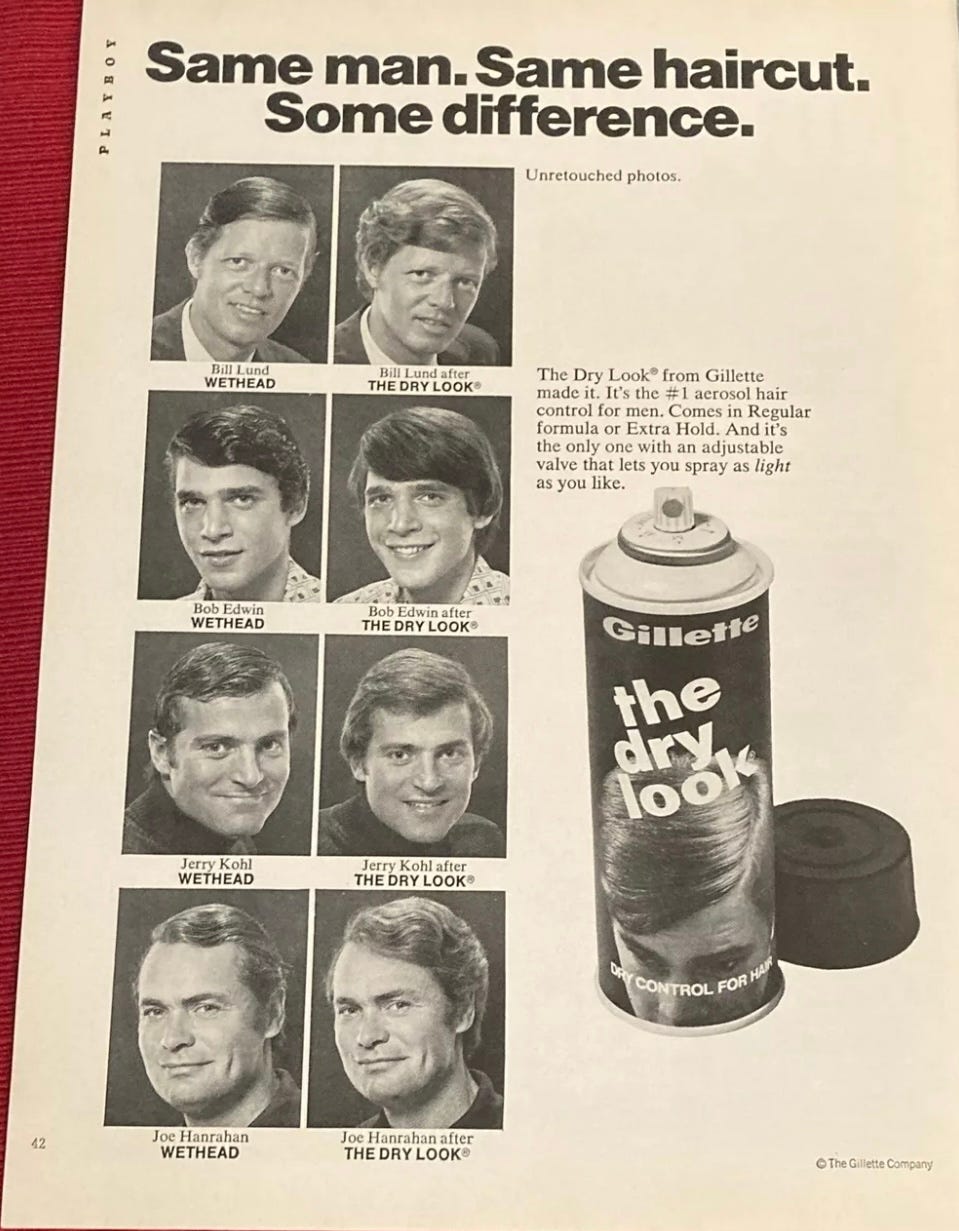 PLAYBOY
Same man. Same haircut.
Some difference.
Unretouched photos.
Bill Lund
WETHEAD
Bill Lund after
THE DRY LOOK®
The Dry Look® from Gillette
made it. It's the #1 aerosol hair
control for men. Comes in Regular
formula or Extra Hold. And it's
the only one with an adjustable
valve that lets you spray as light
as you like.
Bob Edwin
WETHEAD
Bob Edwin after
THE DRY LOOK®
Gillette
the
dry
look
DRY CONTROL FOR HAIR
Jerry Kohl
WETHEAD
Jerry Kohl after
THE DRY LOOK®
Joe Hanrahan
WETHEAD
Joe Hanrahan after
THE DRY LOOK®
42
© The Gillette Company